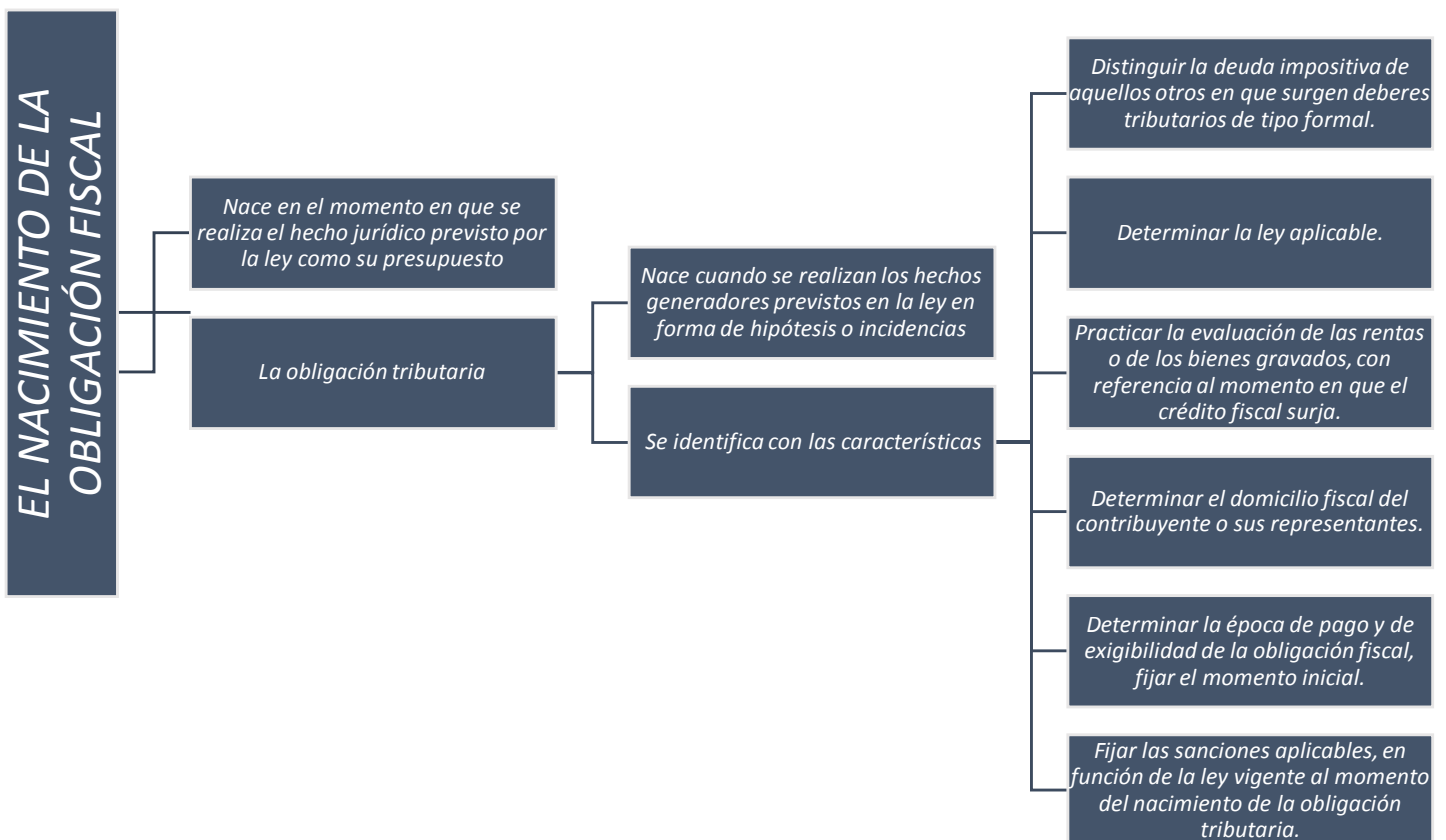 EL NACIMIENTO DE LA
OBLIGACIÓN FISCAL
Nace en el momento en que se
realiza el hecho jurídico previsto por
la ley como su presupuesto
La obligación tributaria
Nace cuando se realizan los hechos
generadores previstos en la ley en
forma de hipótesis o incidencias
Se identifica con las características
Distinguir la deuda impositiva de
aquellos otros en que surgen deberes
tributarios de tipo formal.
Determinar la ley aplicable.
Practicar la evaluación de las rentas
o de los bienes gravados, con
referencia al momento en que el
crédito fiscal surja.
Determinar el domicilio fiscal del
contribuyente o sus representantes.
Determinar la época de pago y de
exigibilidad de la obligación fiscal,
fijar el momento inicial.
Fijar las sanciones aplicables, en
función de la ley vigente al momento
del nacimiento de la obligación
tributaria.